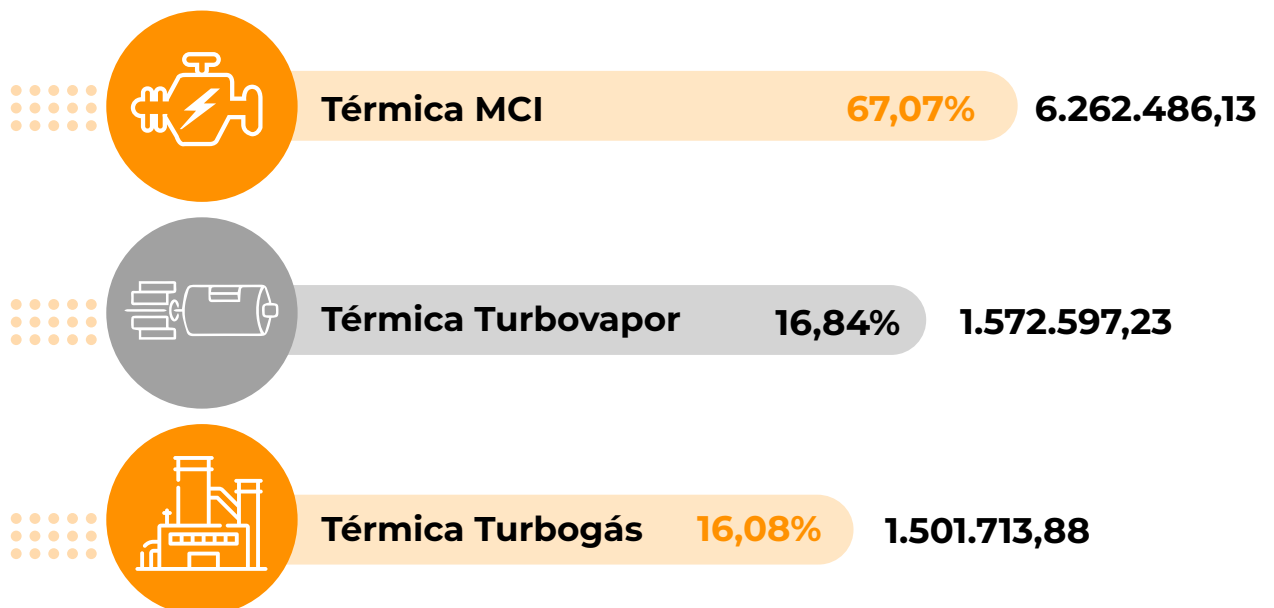 Térmica MCI 67,07% 6.262.486,13
Térmica Turbovapor 16,84% 1.572.597,23
Térmica Turbogás 16,08% 1.501.713,88